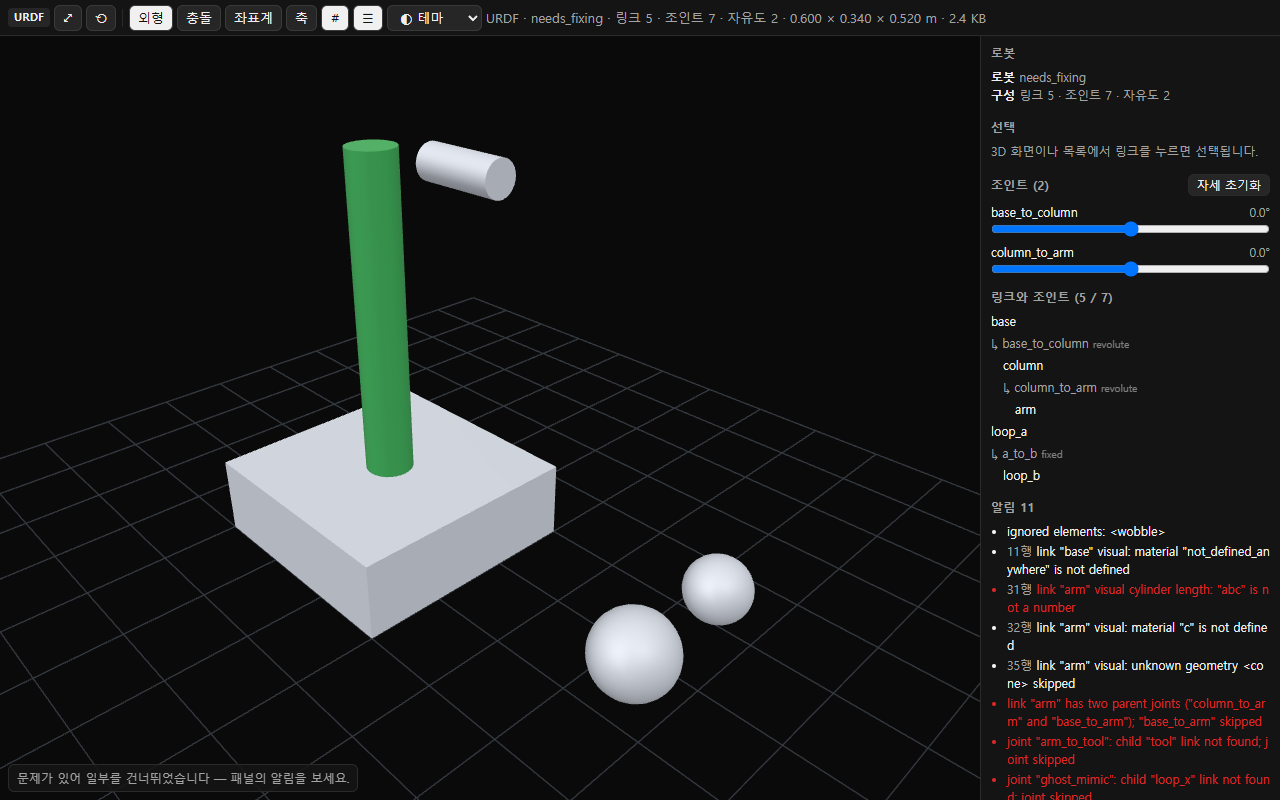 URDF 외형 충돌 좌표계 축 # ☰ ◐ 테마 URDF · needs_fixing · 링크 5 · 조인트 7 · 자유도 2 · 0.600 × 0.340 × 0.520 m · 2.4 KB
로봇
로봇 needs_fixing
구성 링크 5 · 조인트 7 · 자유도 2
선택
3D 화면이나 목록에서 링크를 누르면 선택됩니다.
조인트 (2) 자세 초기화
base_to_column 0.0°
column_to_arm 0.0°
링크와 조인트 (5 / 7)
base
↳ base_to_column revolute
column
↳ column_to_arm revolute
arm
loop_a
↳ a_to_b fixed
loop_b
알림 11
• ignored elements: <wobble>
• 11행 link "base" visual: material "not_defined_an
ywhere" is not defined
• 31행 link "arm" visual cylinder length: "abc" is n
ot a number
• 32행 link "arm" visual: material "c" is not define
d
• 35행 link "arm" visual: unknown geometry <co
ne> skipped
• link "arm" has two parent joints ("column_to_ar
m" and "base_to_arm"); "base_to_arm" skipped
• joint "arm_to_tool": child "tool" link not found; j
oint skipped
• joint "ghost_mimic": child "loop_x" link not foun
d; joint skipped
문제가 있어 일부를 건너뛰었습니다 — 패널의 알림을 보세요.